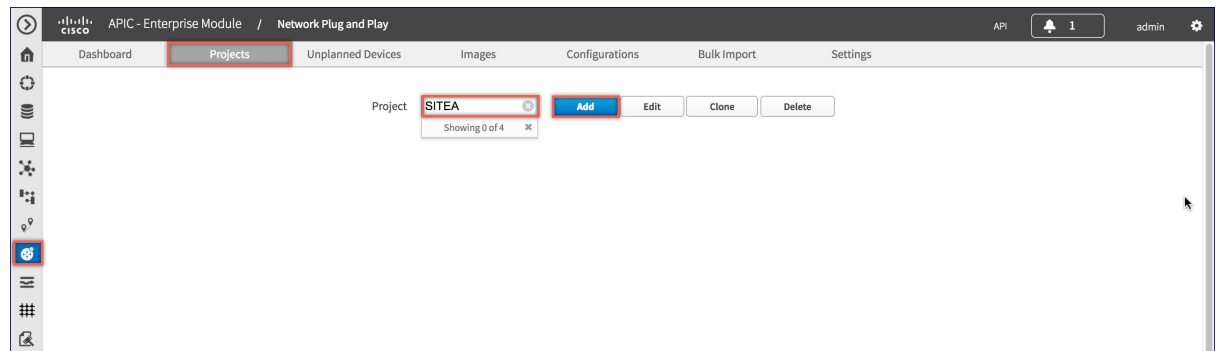 cisco APIC - Enterprise Module / Network Plug and Play API 1 admin
Dashboard Projects Unplanned Devices Images Configurations Bulk Import Settings
Project SITEA Add Edit Clone Delete
Showing 0 of 4